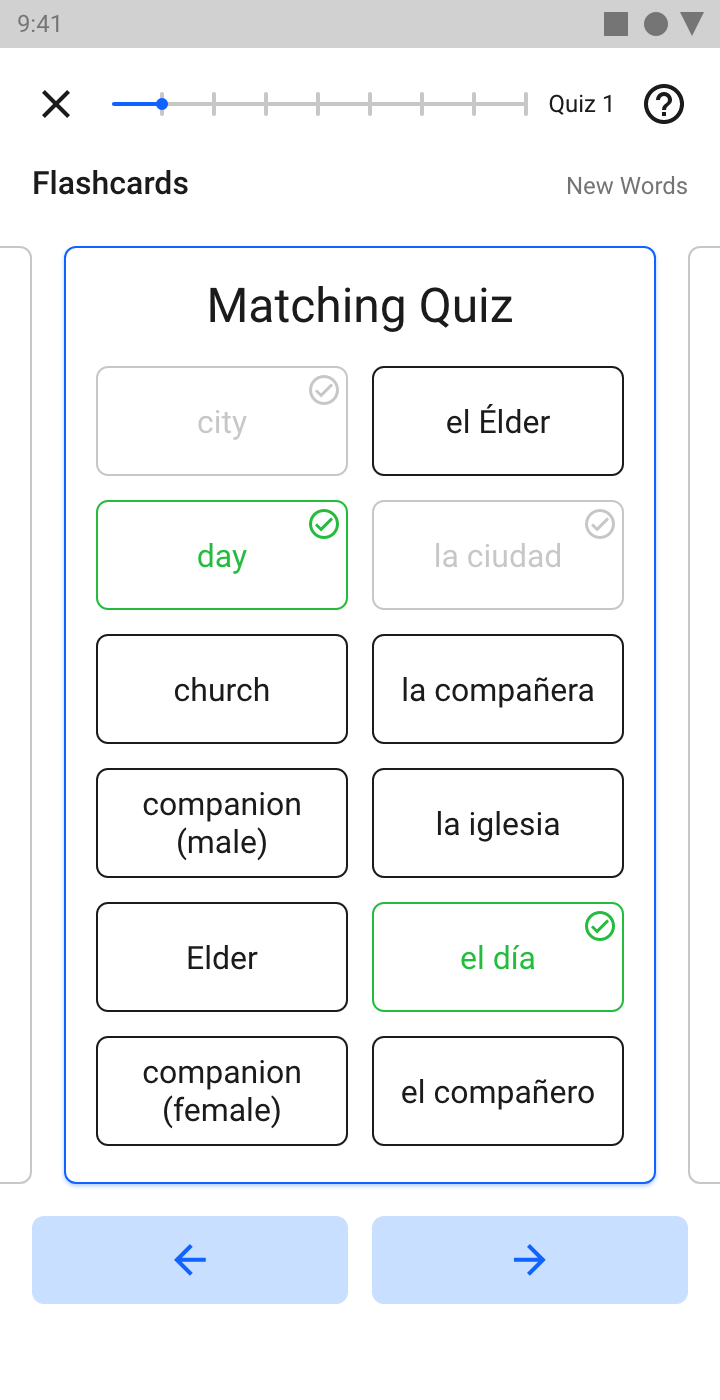 9:41
Quiz 1
Flashcards
New Words
Matching Quiz
city
el Élder
day
la ciudad
church
la compañera
companion
(male)
la iglesia
Elder
el día
companion
(female)
el compañero